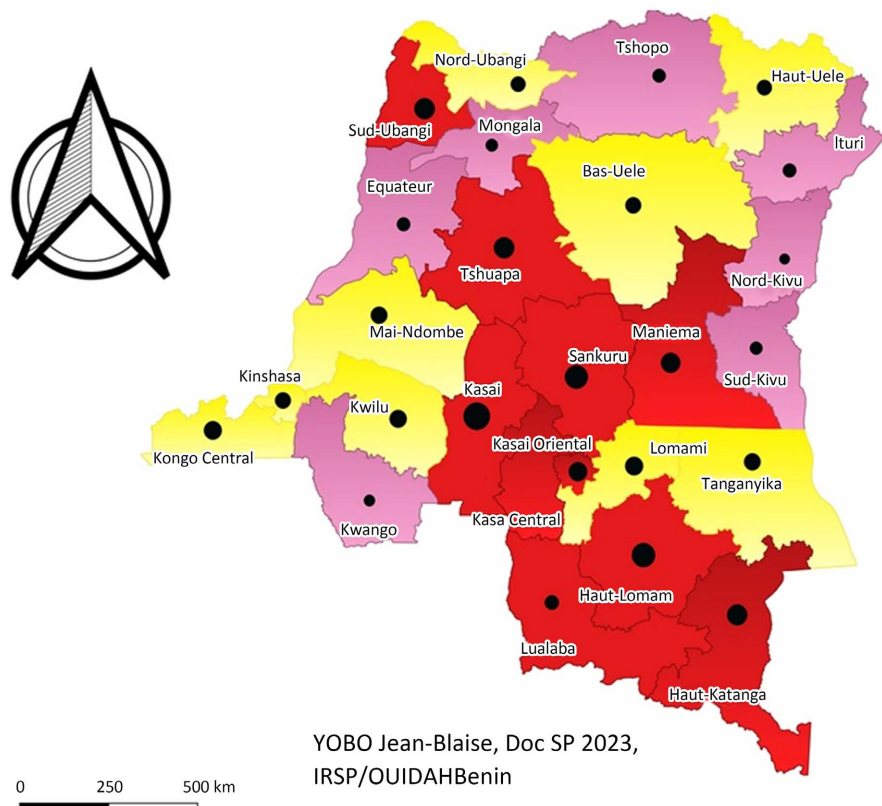 Nord-Ubangi
Tshopo
Haut-Uele
Sud-Ubangi
Mongala
Ituri
Equateur
Bas-Uele
Tshuapa
Nord-Kivu
Mai-Ndombe
Maniema
Sankuru
Kinshasa
Kasai
Sud-Kivu
Kwilu
Kasai Oriental
Lomami
Kongo Central
Tanganyika
Kwango
Kasa Central
Haut-Lomam
Lualaba
Haut-Katanga
YOBO Jean-Blaise, Doc SP 2023,
IRSP/OUIDAHBenin
0 250 500 km